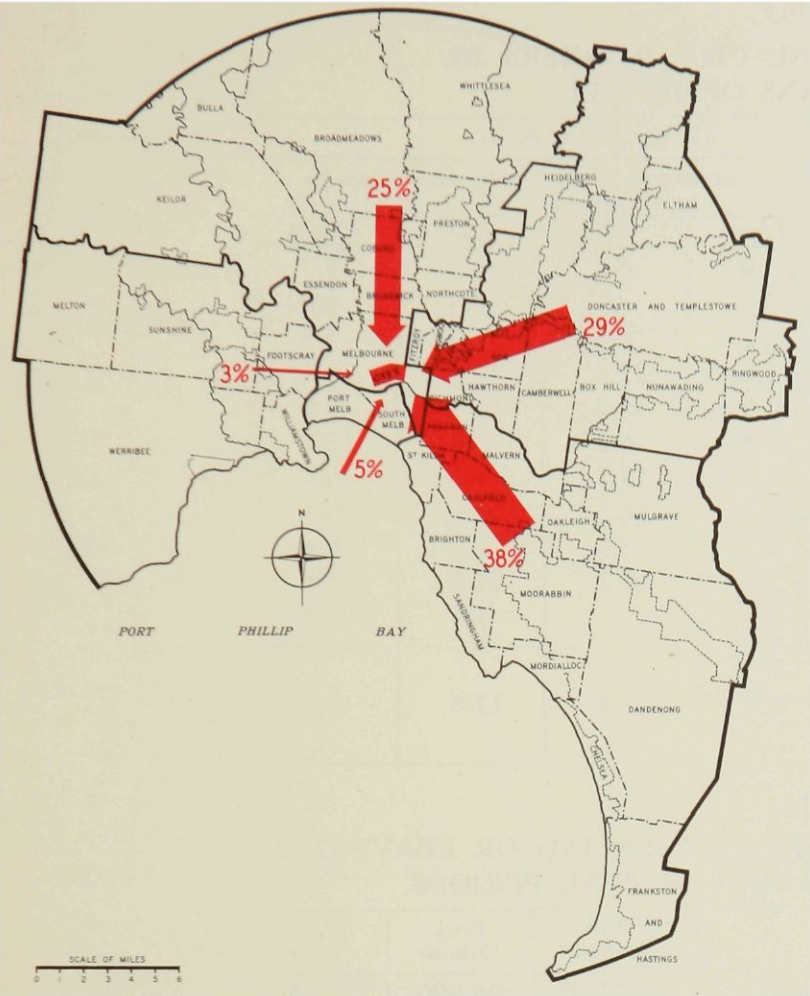 WHITTLESEA
BULLA
BROADMEADOWS
HEIDELBERG
25%
KEILOR
ELTHAM
PRESTON
COBURG
ESSENDON
BRUNSWICK
NORTHCOTE
MELTON
DONCASTER AND TEMPLESTOWE
SUNSHINE
29%
FITZROY
FOOTSCRAY
MELBOURNE
KEW
3%
RINGWOOD
HAWTHORN
CAMBERWELL
BOX HILL
NUNAWADING
PORT
MELB
RICHMOND
SOUTH
MELB
WILLIAMSTOWN
PRAHRAN
WERRIBEE
ST KILDA
MALVERN
5%
CAULFIELD
OAKLEIGH
MULGRAVE
N
BRIGHTON
38%
MOORABBIN
SANDRINGHAM
PORT PHILLIP BAY
MORDIALLOC
DANDENONG
CHELSEA
FRANKSTON
AND
HASTINGS
SCALE OF MILES
0 1 2 3 4 5 6